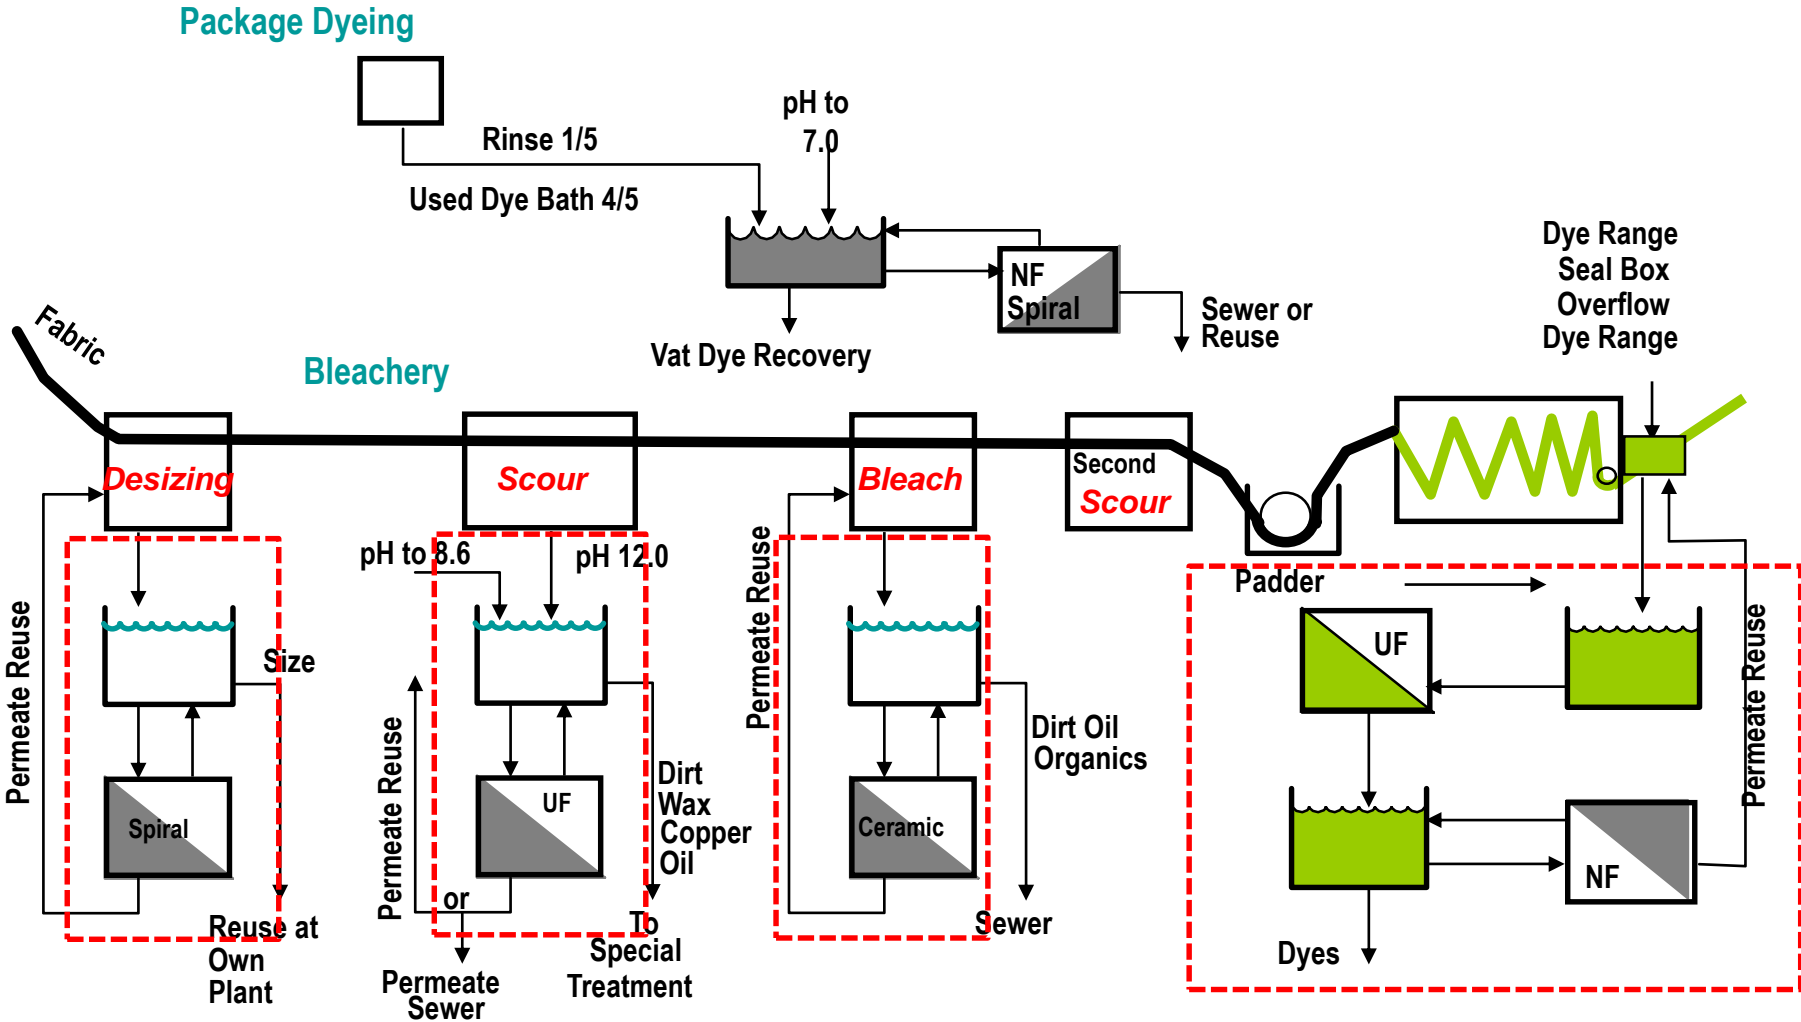 Package Dyeing
Rinse 1/5
Used Dye Bath 4/5
pH to
7.0
NF
Spiral
Sewer or
Reuse
Vat Dye Recovery
Dye Range
Seal Box
Overflow
Dye Range
Fabric
Bleachery
Desizing
Scour
Bleach
Second
Scour
Padder
Permeate Reuse
Size
Spiral
Reuse at
Own
Plant
pH to 8.6
pH 12.0
Permeate Reuse
UF
or
Dirt
Wax
Copper
Oil
Permeate
Sewer
To
Special
Treatment
Permeate Reuse
Ceramic
Dirt Oil
Organics
Sewer
UF
NF
Permeate Reuse
Dyes